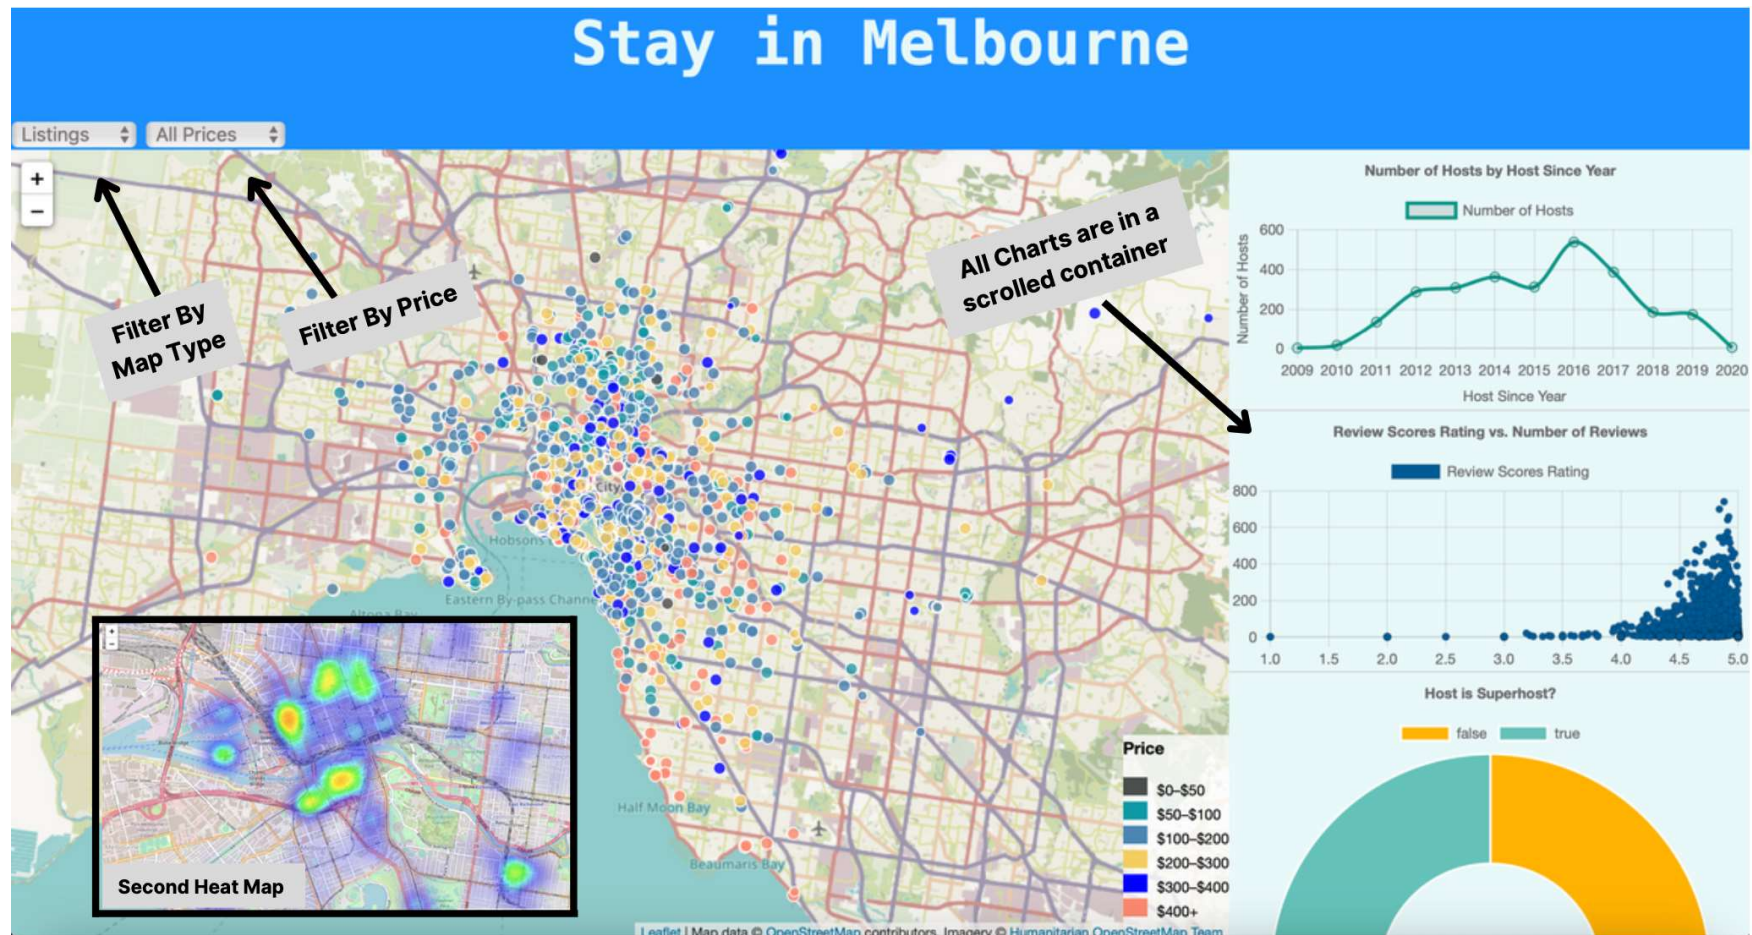 Stay in Melbourne
Listings
All Prices
+
−
Filter By
Map Type
Filter By Price
All Charts are in a
scrolled container
City
Hobsons
Eastern By-pass Channe
Altona Bay
Half Moon Bay
Beaumaris Bay
+
−
Second Heat Map
Price
$0–$50
$50–$100
$100–$200
$200–$300
$300–$400
$400+
Leaflet | Map data © OpenStreetMap contributors, Imagery © Humanitarian OpenStreetMap Team
Number of Hosts by Host Since Year
Number of Hosts
Number of Hosts
600
400
200
0
2009 2010 2011 2012 2013 2014 2015 2016 2017 2018 2019 2020
Host Since Year
Review Scores Rating vs. Number of Reviews
Review Scores Rating
800
600
400
200
0
1.0 1.5 2.0 2.5 3.0 3.5 4.0 4.5 5.0
Host is Superhost?
false true